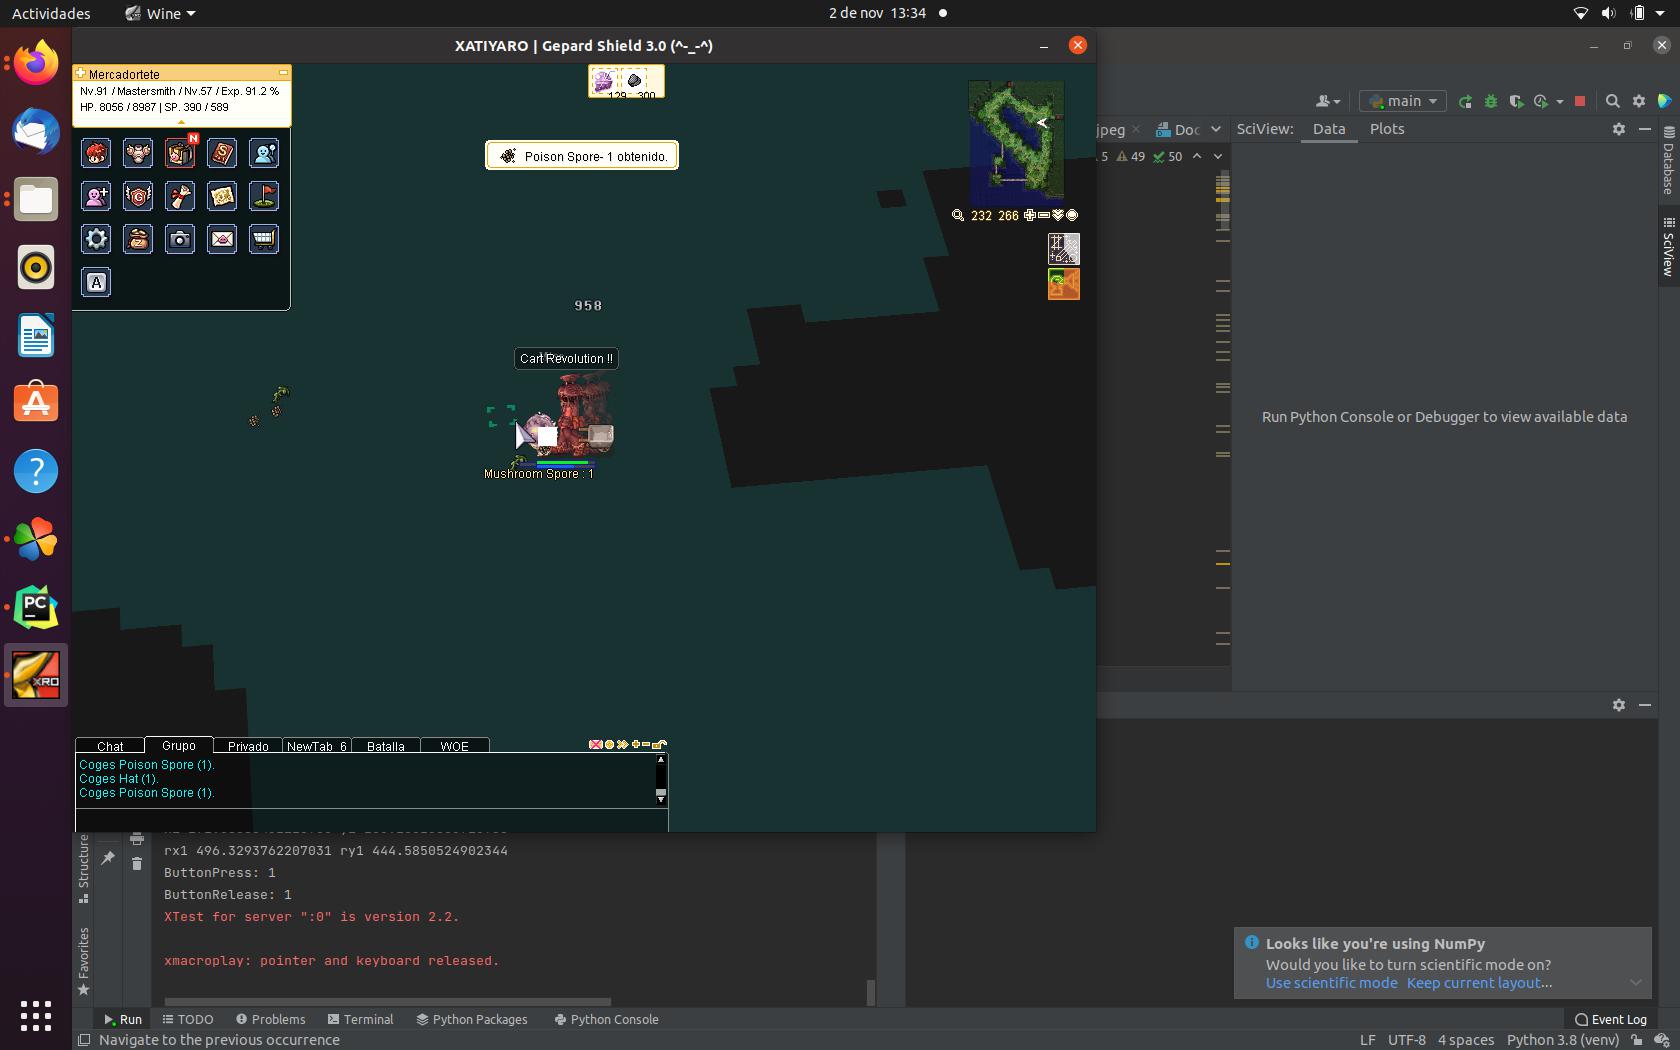 Actividades
Wine
2 de nov 13:34
XATIYARO | Gepard Shield 3.0 (^-_-^)
Mercadortete
Nv.91 / Mastersmith / Nv.57 / Exp. 91.2 %
HP. 8056 / 8987 | SP. 390 / 589
N
A
129 300
Poison Spore- 1 obtenido.
232 266
958
Cart Revolution !!
Mushroom Spore : 1
Chat
Grupo
Privado
NewTab_6
Batalla
WOE
Coges Poison Spore (1).
Coges Hat (1).
Coges Poison Spore (1).
main
jpeg
Doc
SciView:
Data
Plots
5 49 50
Run Python Console or Debugger to view available data
Database
SciView
PC
XRO
rx1 496.3293762207031 ry1 444.5850524902344
ButtonPress: 1
ButtonRelease: 1
XTest for server ":0" is version 2.2.
xmacroplay: pointer and keyboard released.
Structure
Favorites
Looks like you're using NumPy
Would you like to turn scientific mode on?
Use scientific mode Keep current layout...
Run
TODO
Problems
Terminal
Python Packages
Python Console
Event Log
Navigate to the previous occurrence
LF UTF-8 4 spaces Python 3.8 (venv)